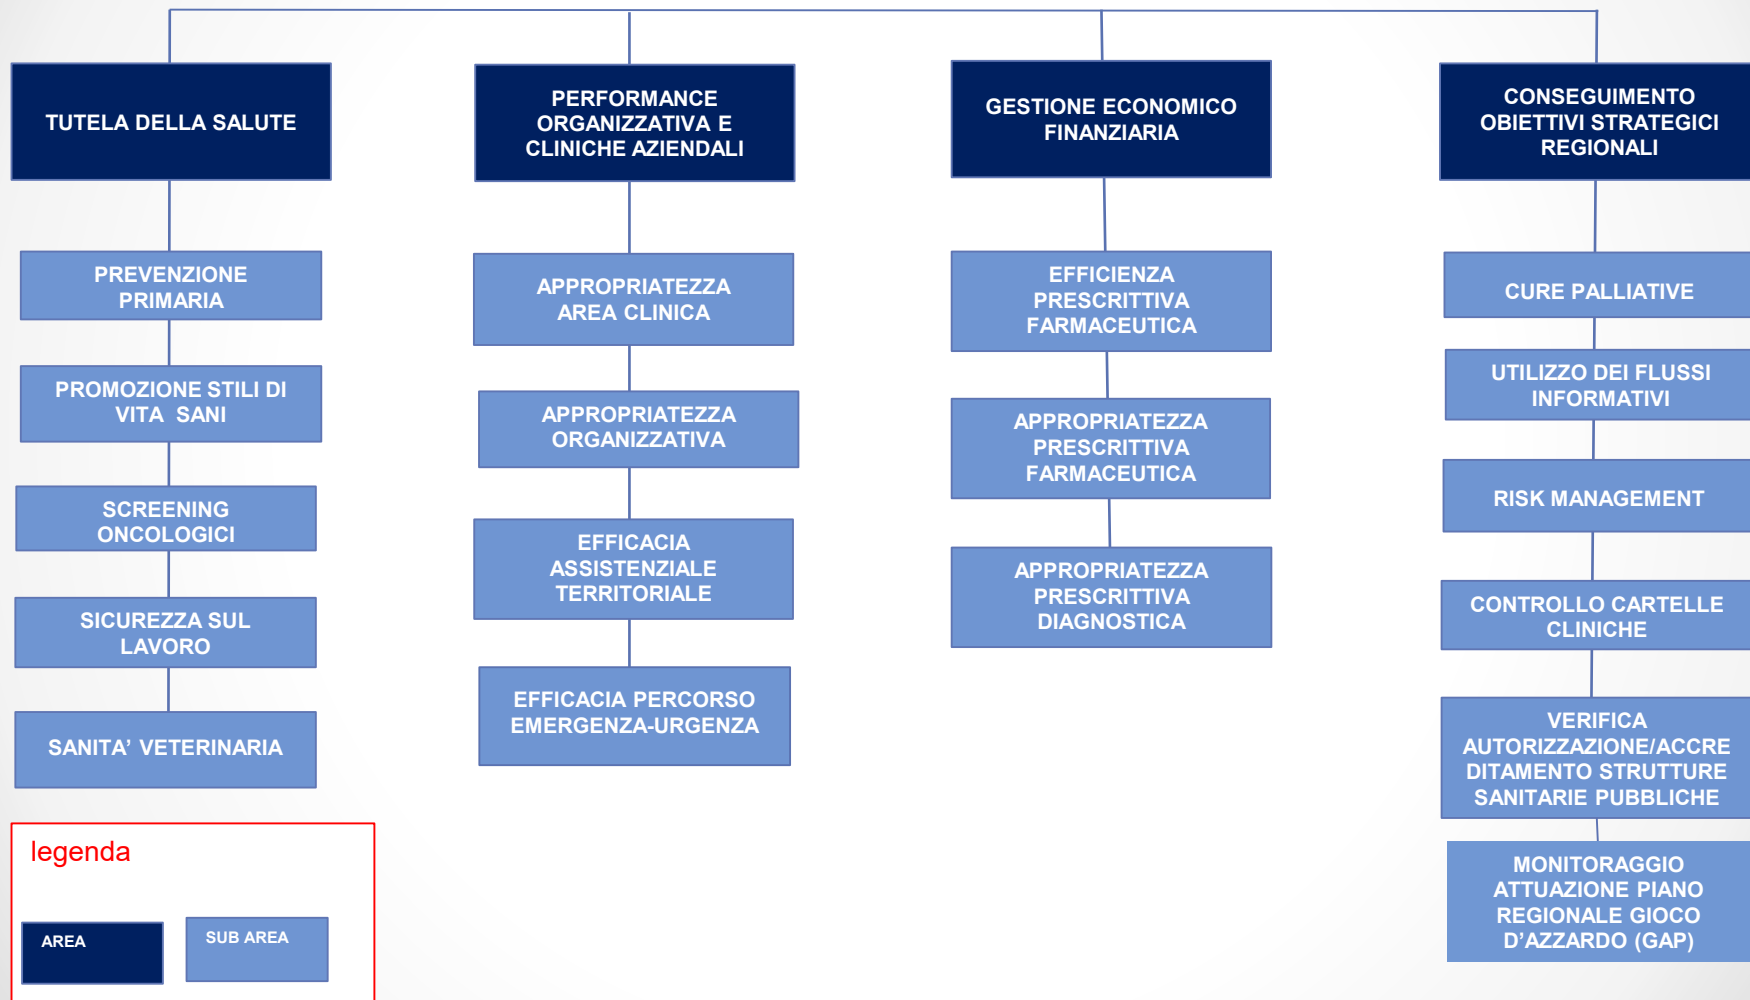 TUTELA DELLA SALUTE
PREVENZIONE
PRIMARIA
PROMOZIONE STILI DI
VITA SANI
SCREENING
ONCOLOGICI
SICUREZZA SUL
LAVORO
SANITA’ VETERINARIA
PERFORMANCE
ORGANIZZATIVA E
CLINICHE AZIENDALI
APPROPRIATEZZA
AREA CLINICA
APPROPRIATEZZA
ORGANIZZATIVA
EFFICACIA
ASSISTENZIALE
TERRITORIALE
EFFICACIA PERCORSO
EMERGENZA-URGENZA
GESTIONE ECONOMICO
FINANZIARIA
EFFICIENZA
PRESCRITTIVA
FARMACEUTICA
APPROPRIATEZZA
PRESCRITTIVA
FARMACEUTICA
APPROPRIATEZZA
PRESCRITTIVA
DIAGNOSTICA
CONSEGUIMENTO
OBIETTIVI STRATEGICI
REGIONALI
CURE PALLIATIVE
UTILIZZO DEI FLUSSI
INFORMATIVI
RISK MANAGEMENT
CONTROLLO CARTELLE
CLINICHE
VERIFICA
AUTORIZZAZIONE/ACCRE
DITAMENTO STRUTTURE
SANITARIE PUBBLICHE
MONITORAGGIO
ATTUAZIONE PIANO
REGIONALE GIOCO
D’AZZARDO (GAP)
legenda
AREA
SUB AREA